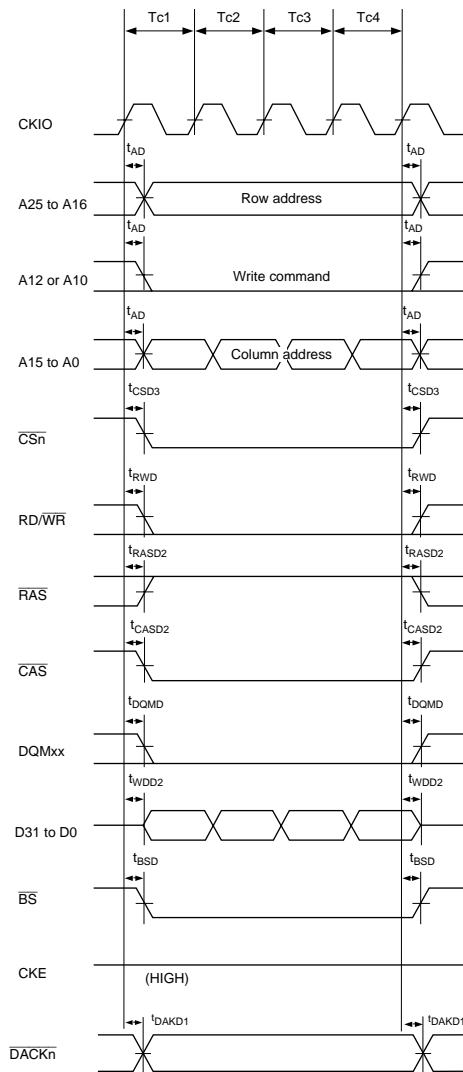 Tc1 Tc2 Tc3 Tc4
CKIO
tAD tAD
A25 to A16 Row address
tAD tAD
A12 or A10 Write command
tAD tAD
A15 to A0 Column address
tCSD3 tCSD3
CSn
tRWD tRWD
RD/WR
tRASD2 tRASD2
RAS
tCASD2 tCASD2
CAS
tDQMD tDQMD
DQMxx
tWDD2 tWDD2
D31 to D0
tBSD tBSD
BS
CKE (HIGH)
tDAKD1 tDAKD1
DACKn